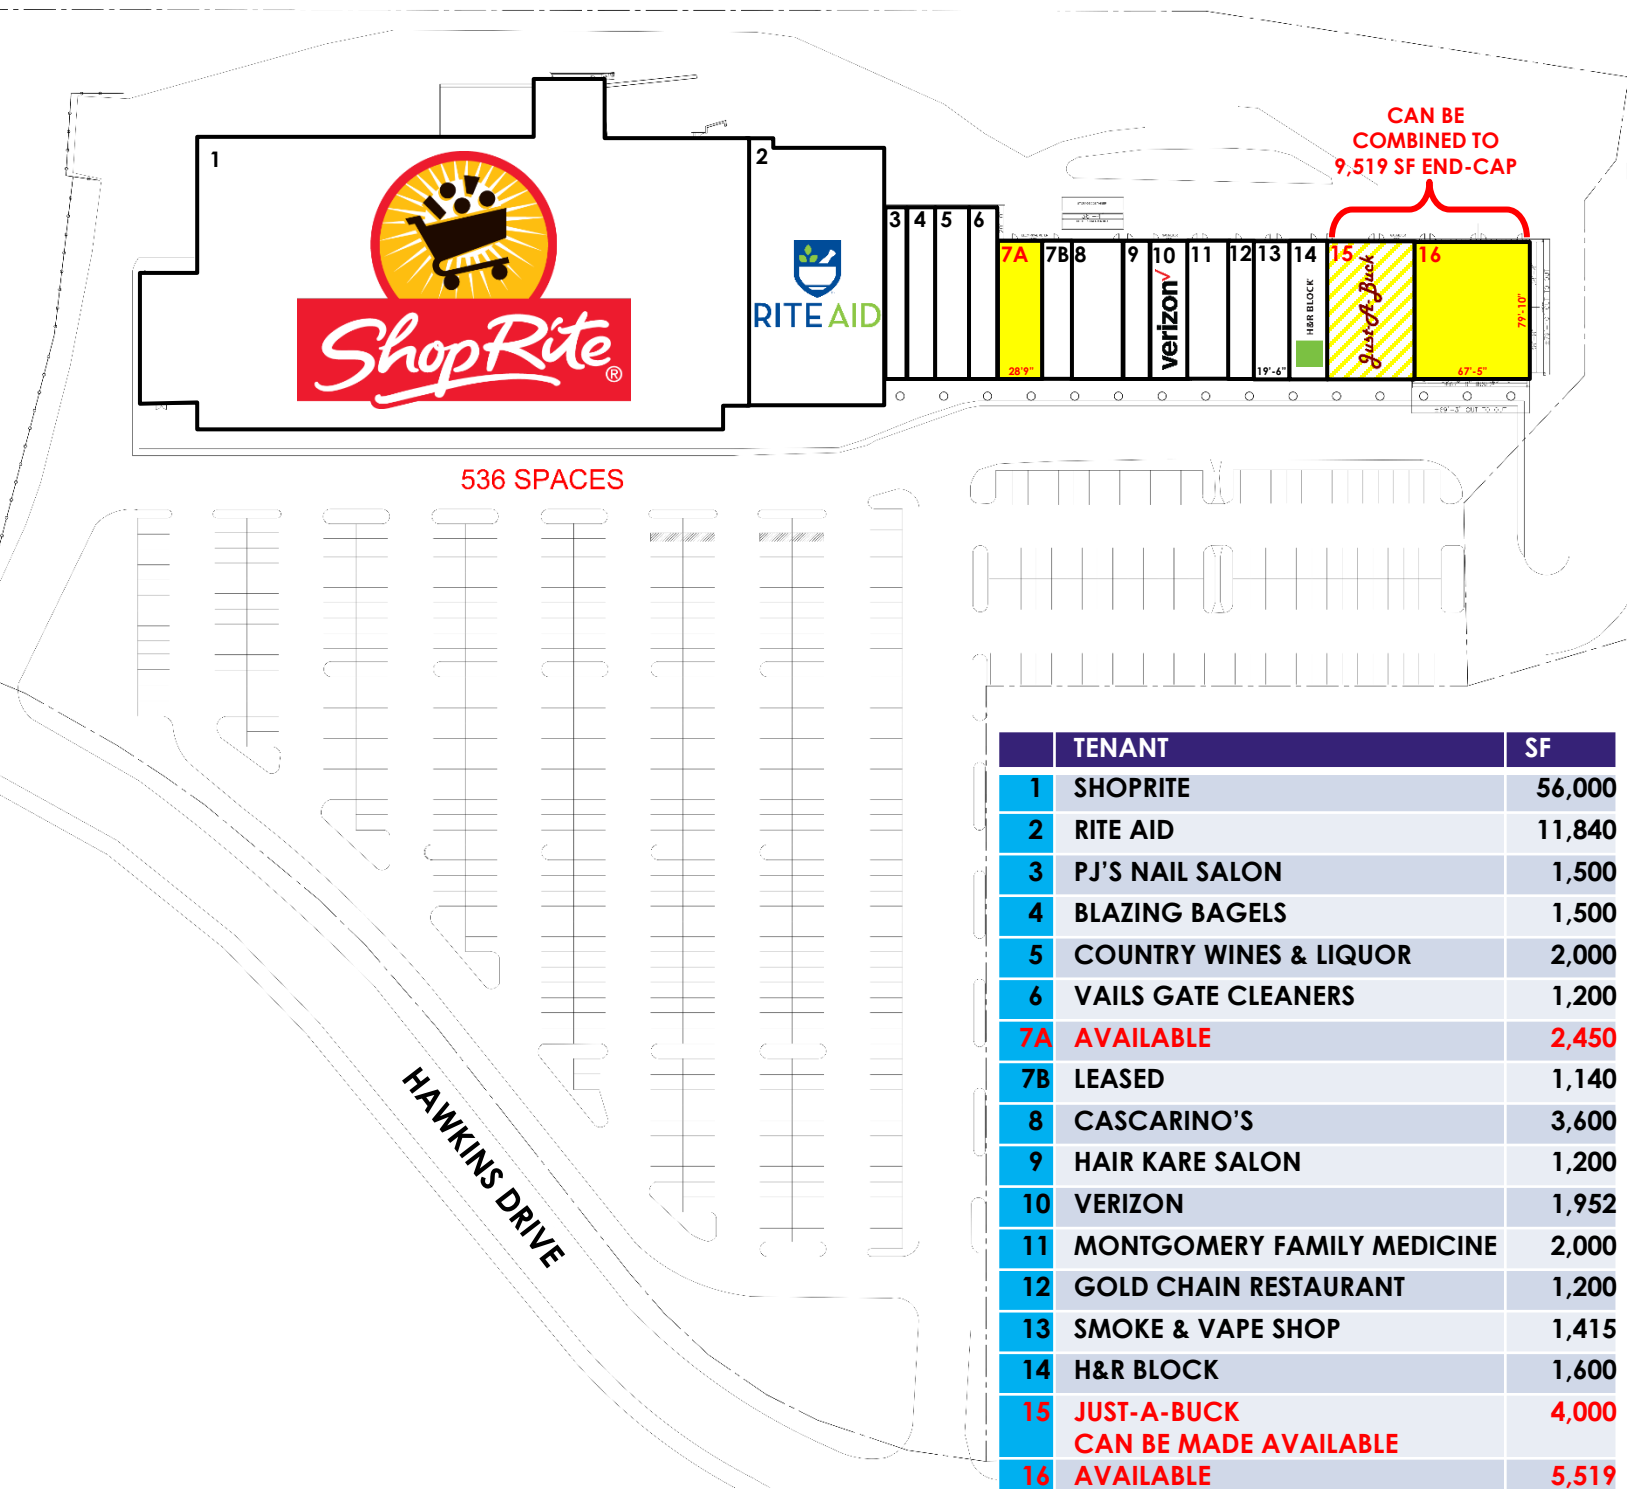 CAN BE
COMBINED TO
9,519 SF END-CAP
1
2
3 4 5 6
7A 7B 8 9 10 11 12 13 14 15 16
ShopRite®
RITE AID
verizon
H&R BLOCK
Just-A-Buck
28'9"
19'-6"
67'-5"
79'-10"
536 SPACES
HAWKINS DRIVE
TENANT SF
1 SHOPRITE 56,000
2 RITE AID 11,840
3 PJ'S NAIL SALON 1,500
4 BLAZING BAGELS 1,500
5 COUNTRY WINES & LIQUOR 2,000
6 VAILS GATE CLEANERS 1,200
7A AVAILABLE 2,450
7B LEASED 1,140
8 CASCARINO'S 3,600
9 HAIR KARE SALON 1,200
10 VERIZON 1,952
11 MONTGOMERY FAMILY MEDICINE 2,000
12 GOLD CHAIN RESTAURANT 1,200
13 SMOKE & VAPE SHOP 1,415
14 H&R BLOCK 1,600
15 JUST-A-BUCK 4,000
CAN BE MADE AVAILABLE
16 AVAILABLE 5,519